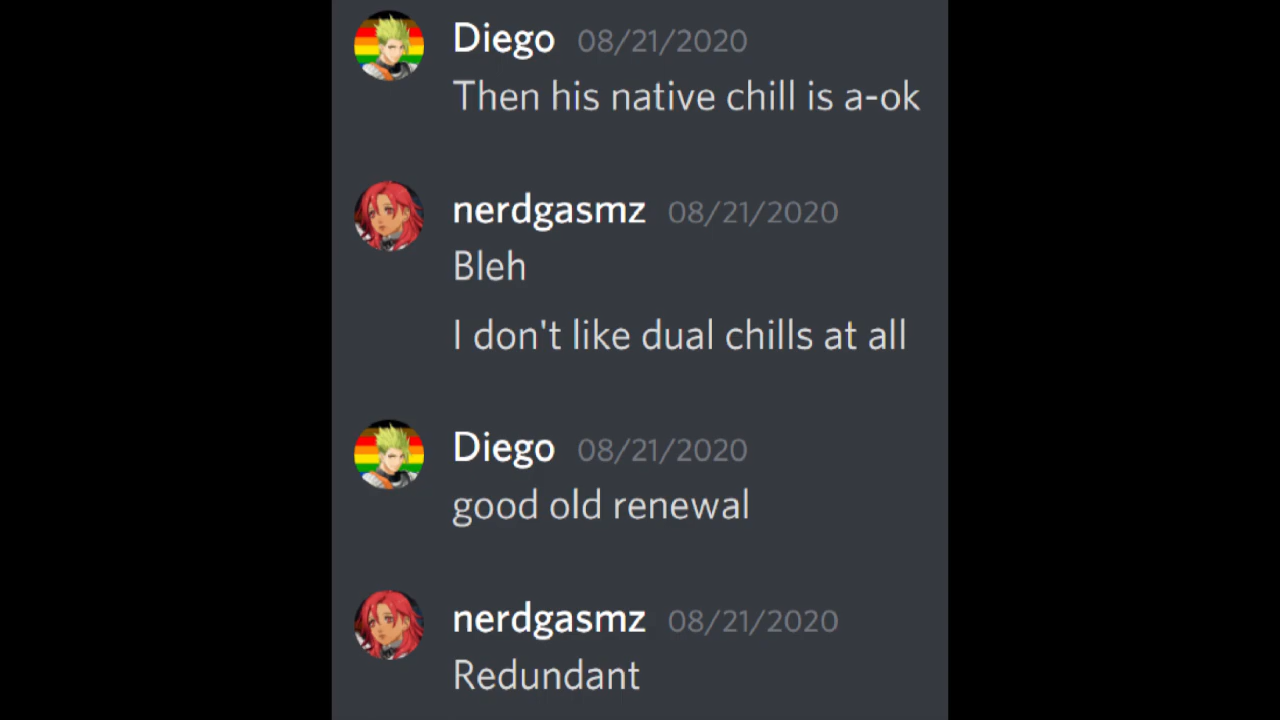 Diego 08/21/2020
Then his native chill is a-ok
nerdgasmz 08/21/2020
Bleh
I don't like dual chills at all
Diego 08/21/2020
good old renewal
nerdgasmz 08/21/2020
Redundant